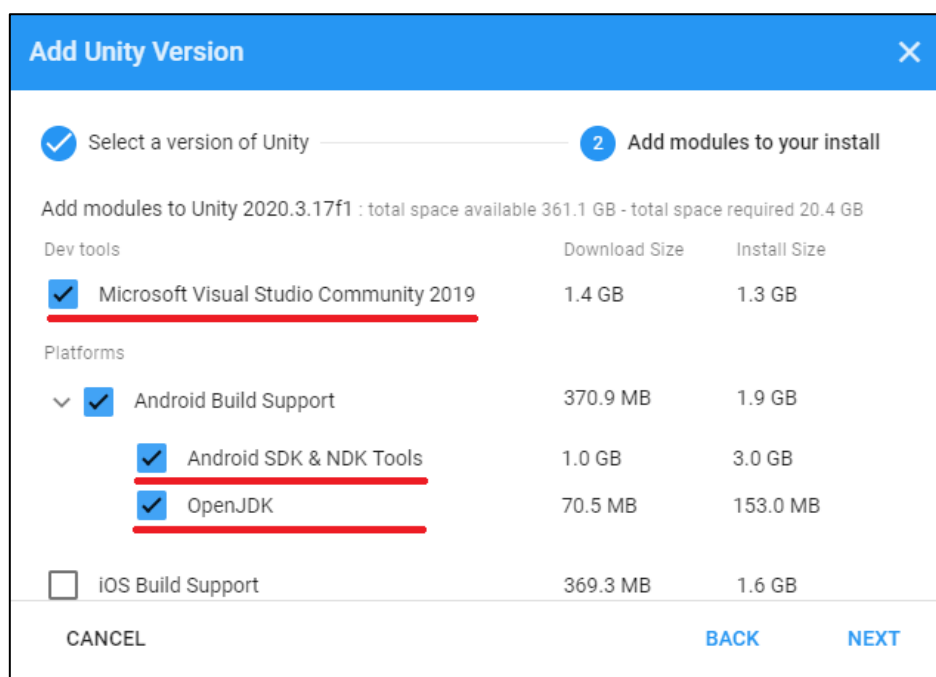 Add Unity Version
Select a version of Unity
2 Add modules to your install
Add modules to Unity 2020.3.17f1 : total space available 361.1 GB - total space required 20.4 GB
Dev tools Download Size Install Size
Microsoft Visual Studio Community 2019 1.4 GB 1.3 GB
Platforms
Android Build Support 370.9 MB 1.9 GB
Android SDK & NDK Tools 1.0 GB 3.0 GB
OpenJDK 70.5 MB 153.0 MB
iOS Build Support 369.3 MB 1.6 GB
CANCEL BACK NEXT